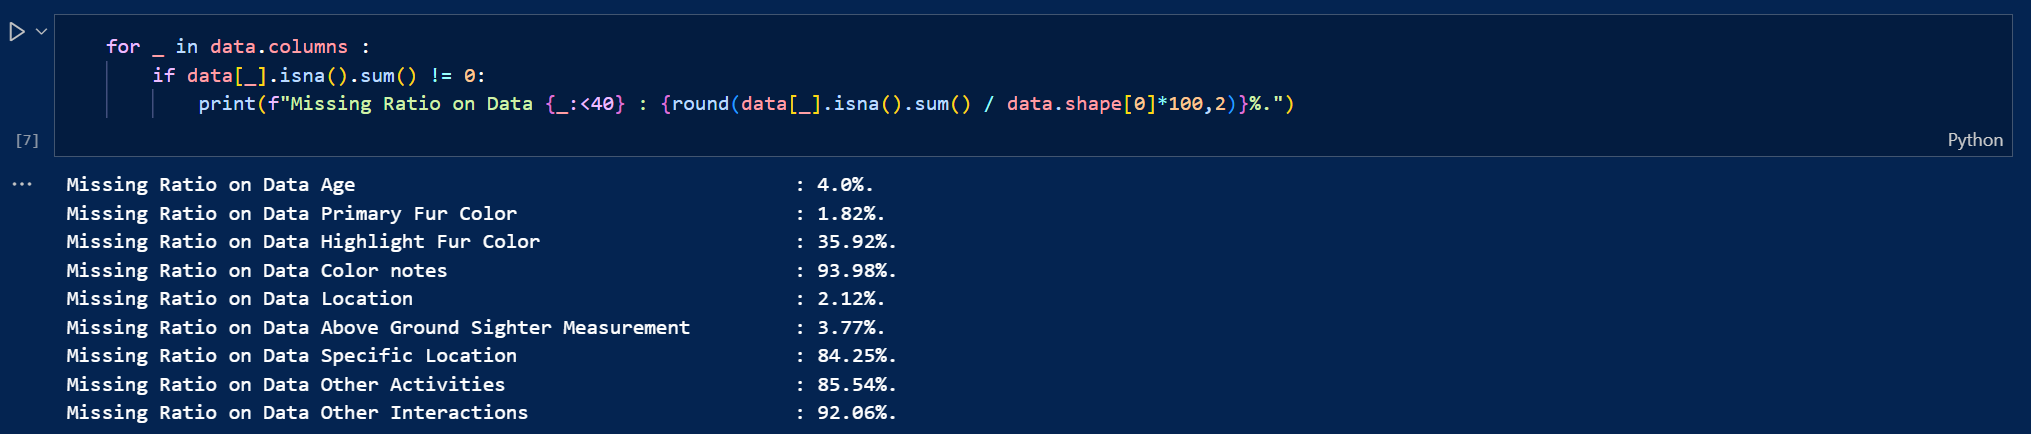 for _ in data.columns :
if data[_].isna().sum() != 0:
print(f"Missing Ratio on Data {_:<40} : {round(data[_].isna().sum() / data.shape[0]*100,2)}%.")
[7]
Python
Missing Ratio on Data Age : 4.0%.
Missing Ratio on Data Primary Fur Color : 1.82%.
Missing Ratio on Data Highlight Fur Color : 35.92%.
Missing Ratio on Data Color notes : 93.98%.
Missing Ratio on Data Location : 2.12%.
Missing Ratio on Data Above Ground Sighter Measurement : 3.77%.
Missing Ratio on Data Specific Location : 84.25%.
Missing Ratio on Data Other Activities : 85.54%.
Missing Ratio on Data Other Interactions : 92.06%.